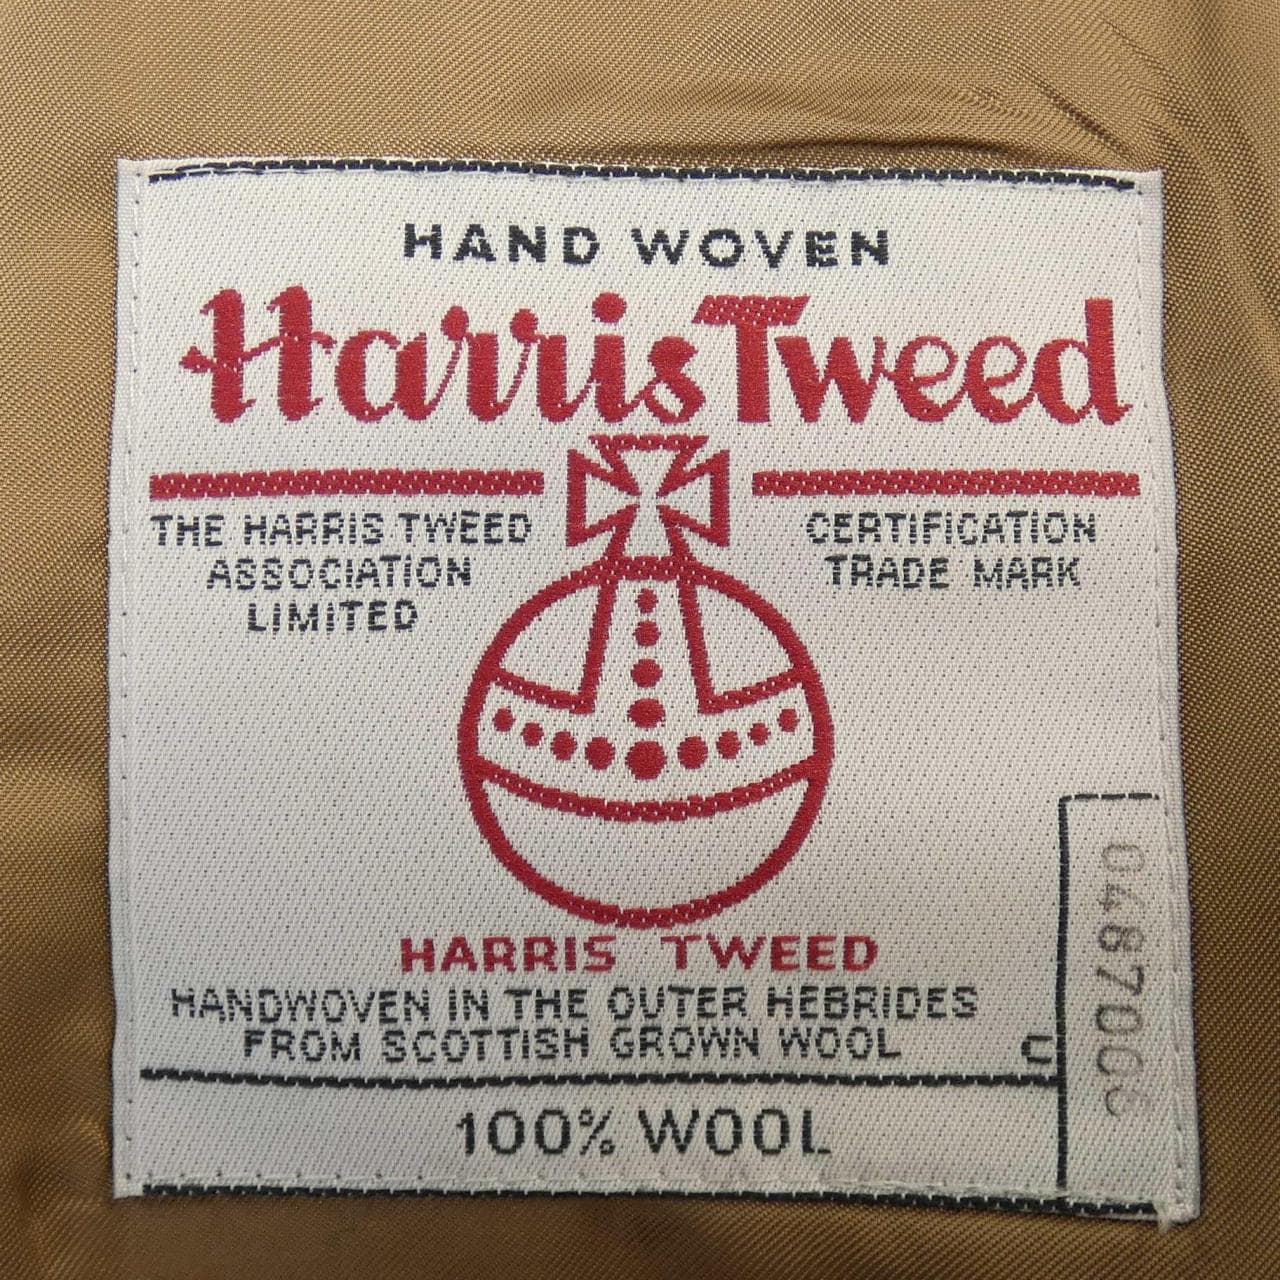 HAND WOVEN
Harris Tweed
THE HARRIS TWEED
ASSOCIATION
LIMITED
CERTIFICATION
TRADE MARK
HARRIS TWEED
HANDWOVEN IN THE OUTER HEBRIDES
FROM SCOTTISH GROWN WOOL
C
100% WOOL